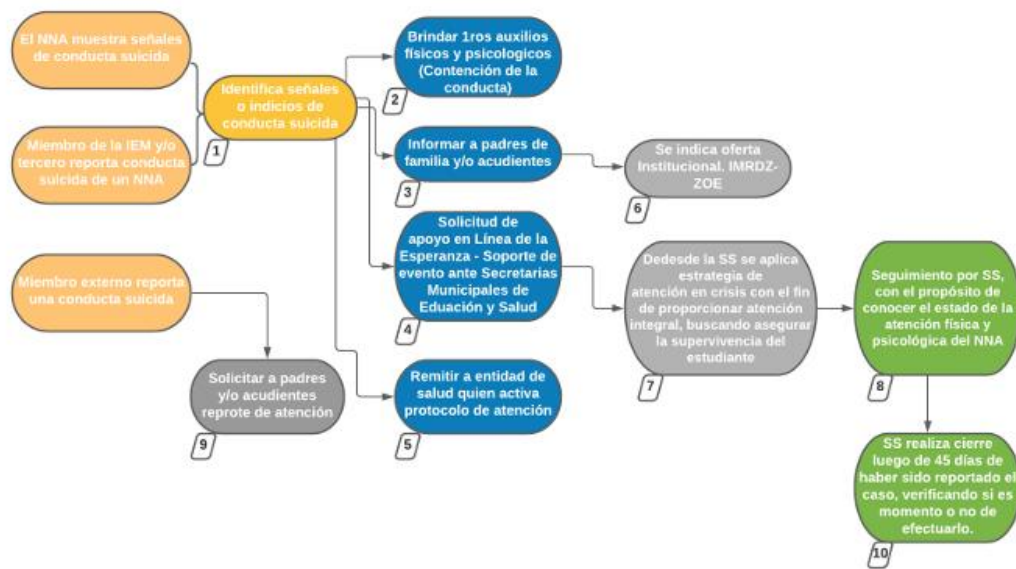 El NNA muestra señales
de conducta suicida
Miembro de la IEM y/o
tercero reporta conducta
suicida de un NNA
Identifica señales
o indicios de
conducta suicida
1
Brindar 1ros auxilios
físicos y psicologicos
(Contención de la
conducta)
2
Informar a padres de
familia y/o acudientes
3
Se indica oferta
Institucional. IMRDZ-
ZOE
6
Solicitud de
apoyo en Línea de la
Esperanza - Soporte de
evento ante Secretarias
Municipales de
Eduación y Salud
4
Dedesde la SS se aplica
estrategia de
atención en crisis con el fin
de proporcionar atención
integral, buscando asegurar
la supervivencia del
estudiante
7
Seguimiento por SS,
con el propósito de
conocer el estado de la
atención física y
psicológica del NNA
8
Miembro externo reporta
una conducta suicida
Solicitar a padres
y/o acudientes
reprote de atención
9
Remitir a entidad de
salud quien activa
protocolo de atención
5
SS realiza cierre
luego de 45 días de
haber sido reportado el
caso, verificando si es
momento o no de
efectuarlo.
10